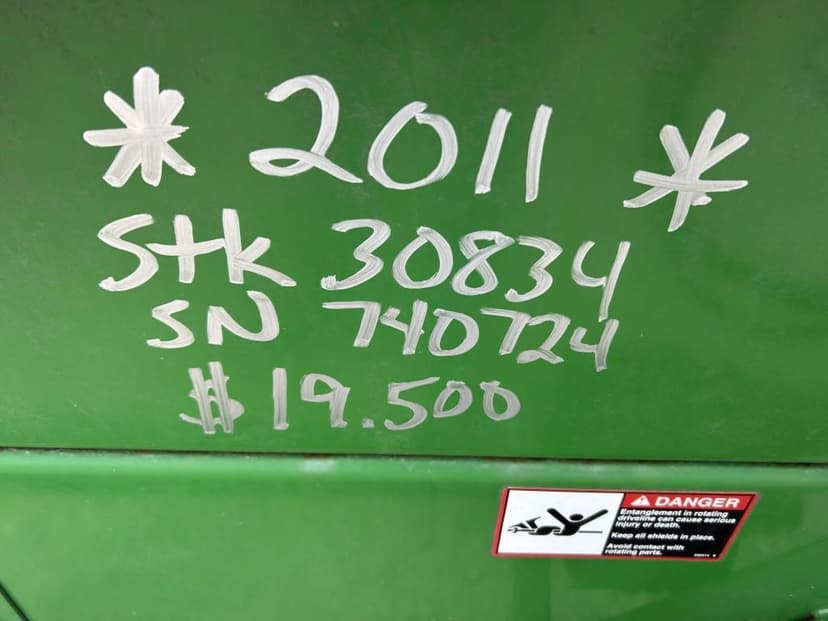 * 2011 *
Stk 30834
SN 740724
$19.500
DANGER
Entanglement in rotating
driveline can cause serious
injury or death.
Keep all shields in place.
Avoid contact with
rotating parts.